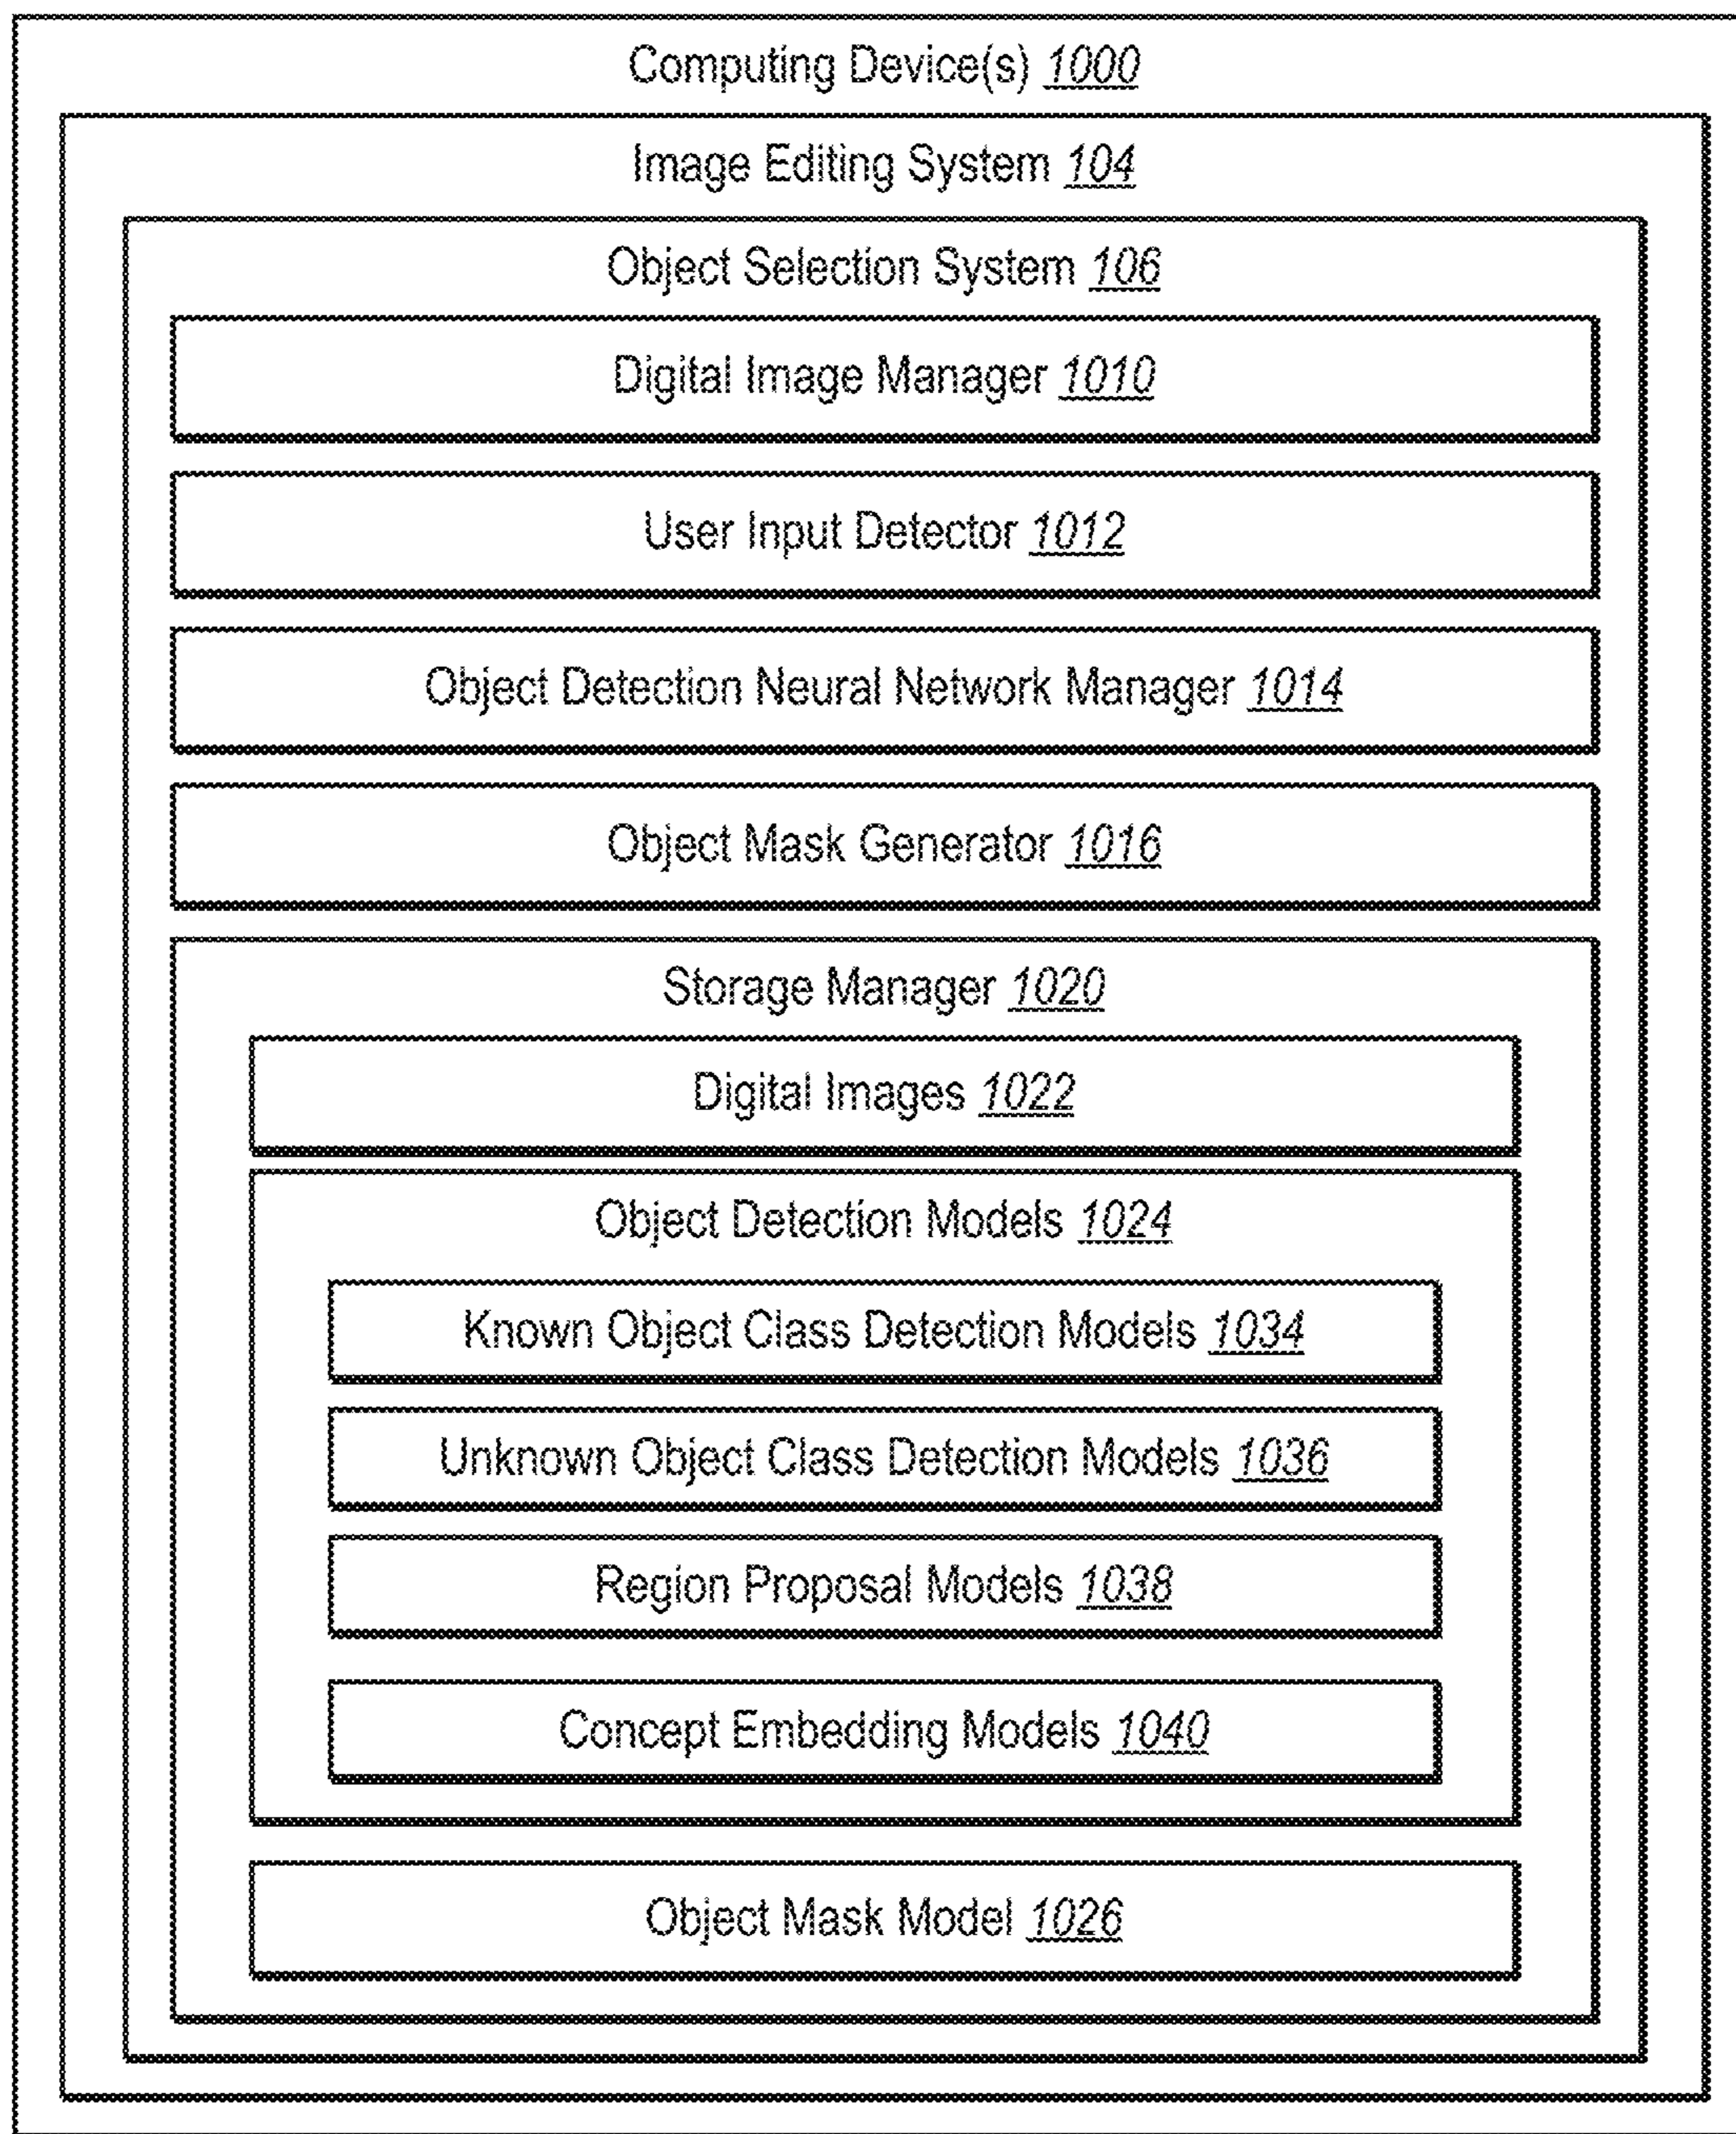 Computing Device(s) 1000
Image Editing System 104
Object Selection System 106
Digital Image Manager 1010
User Input Detector 1012
Object Detection Neural Network Manager 1014
Object Mask Generator 1016
Storage Manager 1020
Digital Images 1022
Object Detection Models 1024
Known Object Class Detection Models 1034
Unknown Object Class Detection Models 1036
Region Proposal Models 1038
Concept Embedding Models 1040
Object Mask Model 1026